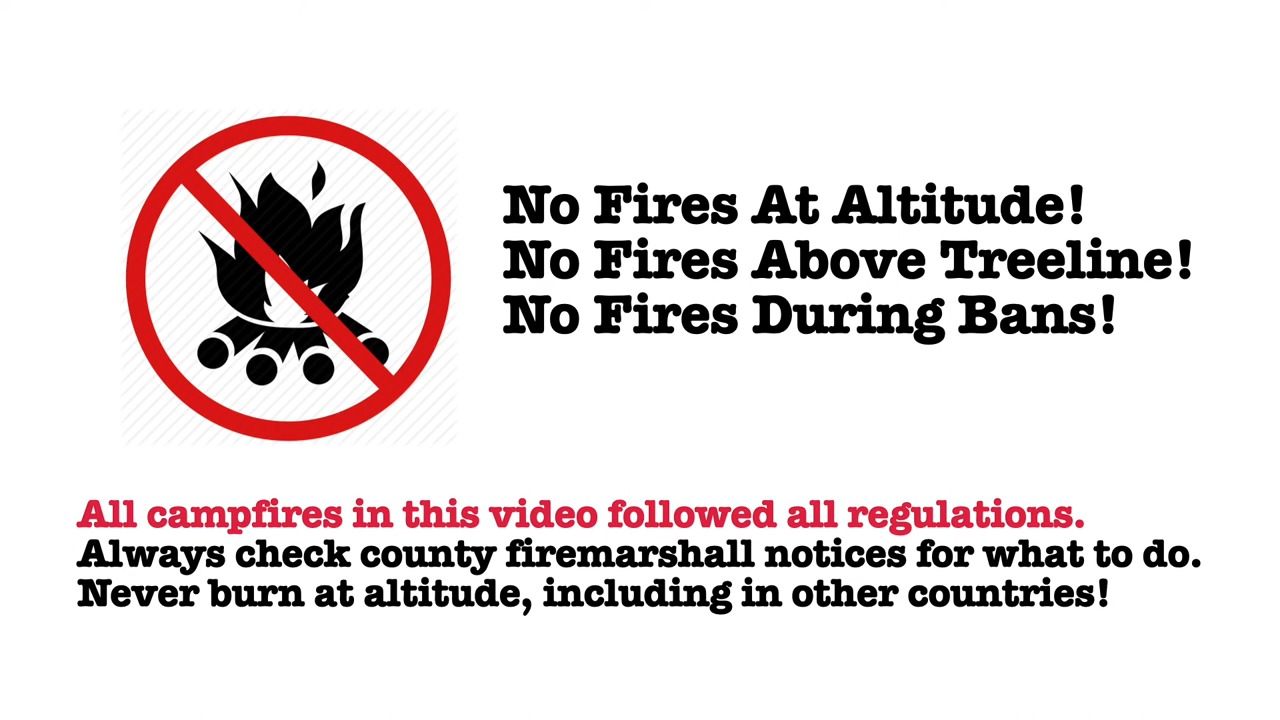 No Fires At Altitude!
No Fires Above Treeline!
No Fires During Bans!
All campfires in this video followed all regulations.
Always check county firemarshall notices for what to do.
Never burn at altitude, including in other countries!